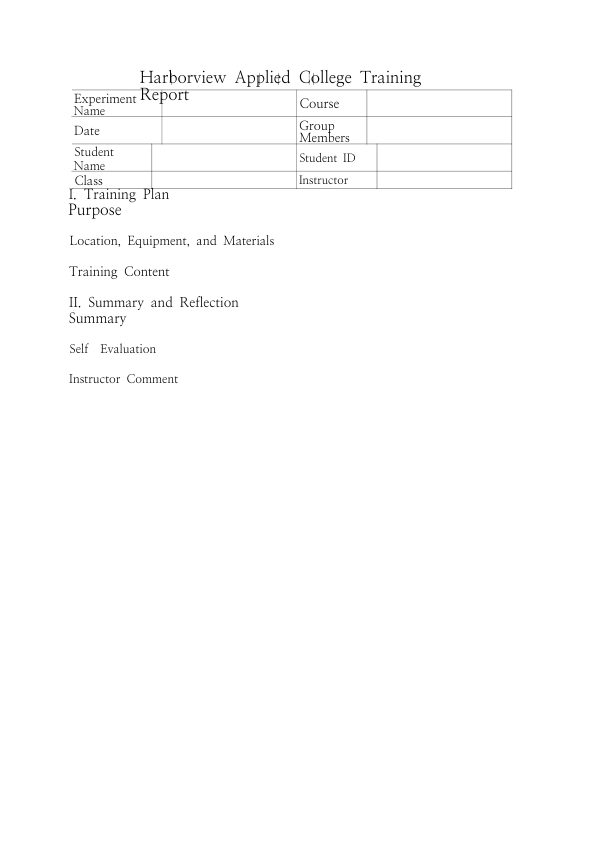 Harborview Applied College Training
Report
Experiment
Name
Course
Date
Group
Members
Student
Name
Student ID
Class
Instructor
I. Training Plan
Purpose
Location, Equipment, and Materials
Training Content
II. Summary and Reflection
Summary
Self Evaluation
Instructor Comment